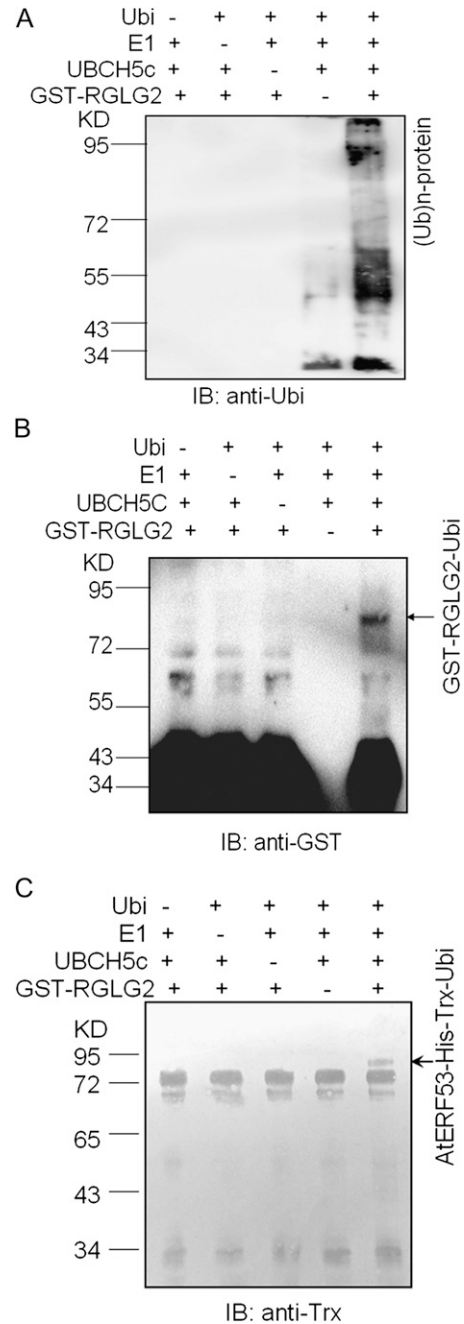 A
Ubi - + + + +
E1 + - + + +
UBCH5c + + - + +
GST-RGLG2 + + + - +
KD
95
72
55
43
34
(Ub)n-protein
IB: anti-Ubi
B
Ubi - + + + +
E1 + - + + +
UBCH5C + + - + +
GST-RGLG2 + + + - +
KD
95
72
55
43
34
GST-RGLG2-Ubi
IB: anti-GST
C
Ubi - + + + +
E1 + - + + +
UBCH5c + + - + +
GST-RGLG2 + + + - +
KD
95
72
65
43
34
AtERF53-His-Trx-Ubi
IB: anti-Trx